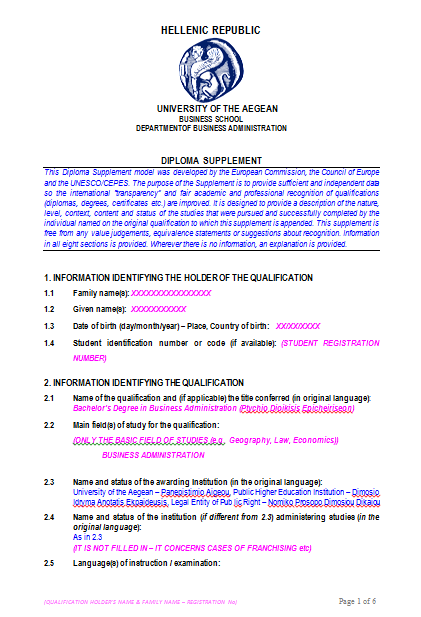 HELLENIC REPUBLIC
UNIVERSITY OF THE AEGEAN
BUSINESS SCHOOL
DEPARTMENTOF BUSINESS ADMINISTRATION
DIPLOMA SUPPLEMENT
This Diploma Supplement model was developed by the European Commission, the Council of Europe
and the UNESCO/CEPES. The purpose of the Supplement is to provide sufficient and independent data
so the international "transparency" and fair academic and professional recognition of qualifications
(diplomas, degrees, certificates etc.) are improved. It is designed to provide a description of the nature,
level, context, content and status of the studies that were pursued and successfully completed by the
individual named on the original qualification to which this supplement is appended. This supplement is
free from any value judgements, equivalence statements or suggestions about recognition. Information
in all eight sections is provided. Wherever there is no information, an explanation is provided.
1. INFORMATION IDENTIFYING THE HOLDER OF THE QUALIFICATION
1.1 Family name(s): XXXXXXXXXXXXXXXXX
1.2 Given name(s): XXXXXXXXXXXX
1.3 Date of birth (day/month/year) – Place, Country of birth: XX/XX/XXXX
1.4 Student identification number or code (if available): (STUDENT REGISTRATION
NUMBER)
2. INFORMATION IDENTIFYING THE QUALIFICATION
2.1 Name of the qualification and (if applicable) the title conferred (in original language):
Bachelor's Degree in Business Administration (Ptychio Dioikisis Epicheiriseon)
2.2 Main field(s) of study for the qualification:
(ONLY THE BASIC FIELD OF STUDIES (e.g. Geography, Law, Economics))
BUSINESS ADMINISTRATION
2.3 Name and status of the awarding Institution (in the original language):
University of the Aegean – Panepistimio Aigeou, Public Higher Education Institution – Dimosio
Idryma Anotatis Ekpaideusis, Legal Entity of Public Right – Nomiko Prosopo Dimosiou Dikaiou
2.4 Name and status of the institution (if different from 2.3) administering studies (in the
original language):
As in 2.3
(IT IS NOT FILLED IN – IT CONCERNS CASES OF FRANCHISING etc)
2.5 Language(s) of instruction / examination:
(QUALIFICATION HOLDER'S NAME & FAMILY NAME – REGISTRATION No)
Page 1 of 6